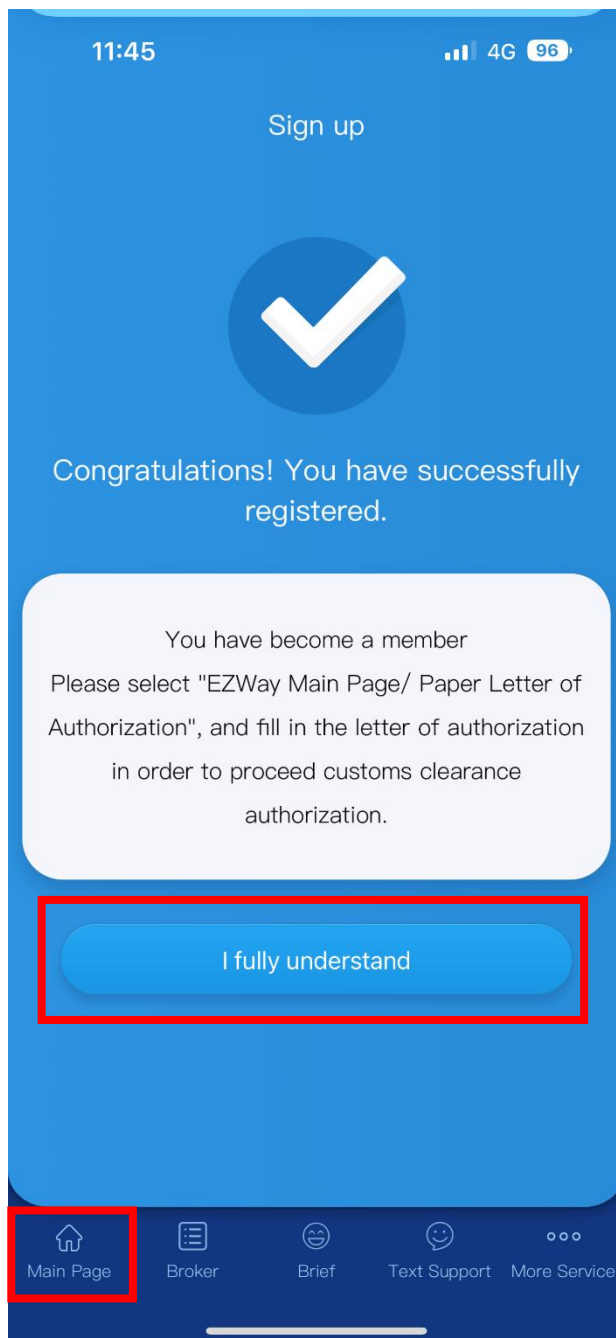 11:45 4G 96
Sign up
Congratulations! You have successfully
registered.
You have become a member
Please select "EZWay Main Page/ Paper Letter of
Authorization", and fill in the letter of authorization
in order to proceed customs clearance
authorization.
I fully understand
Main Page Broker Brief Text Support More Service